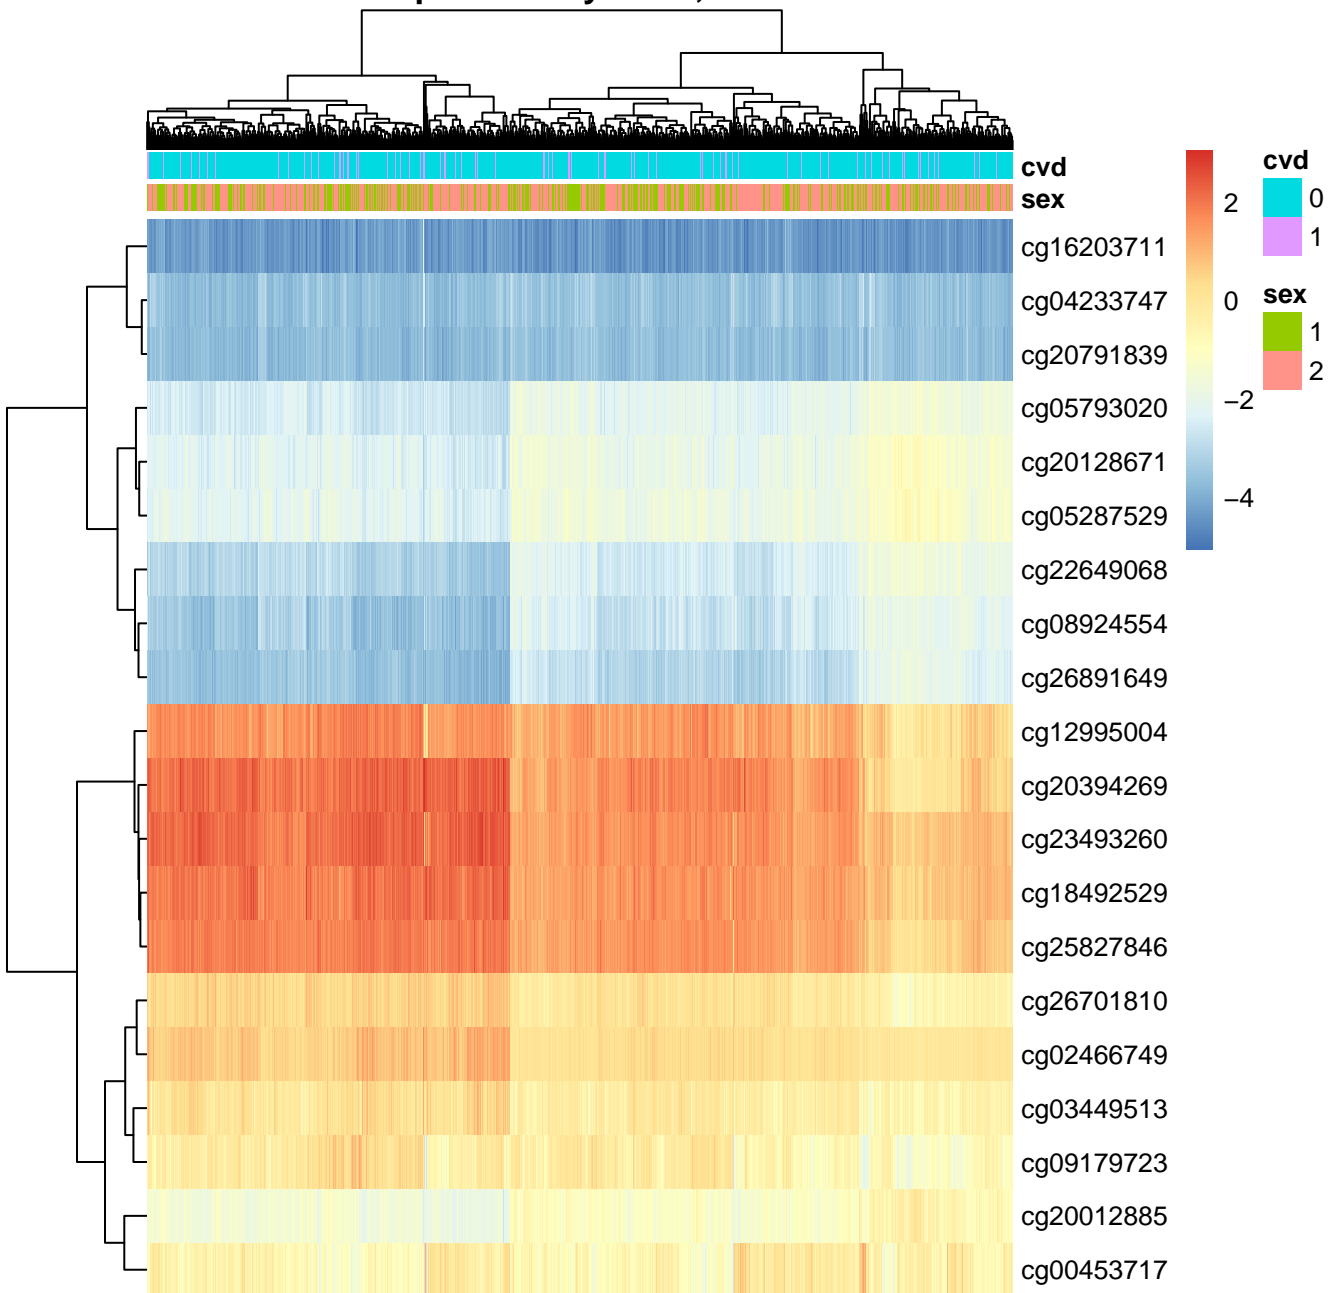 cvd
sex
cg16203711
cg04233747
cg20791839
cg05793020
cg20128671
cg05287529
cg22649068
cg08924554
cg26891649
cg12995004
cg20394269
cg23493260
cg18492529
cg25827846
cg26701810
cg02466749
cg03449513
cg09179723
cg20012885
cg00453717
2
0
−2
−4
cvd
0
1
sex
1
2